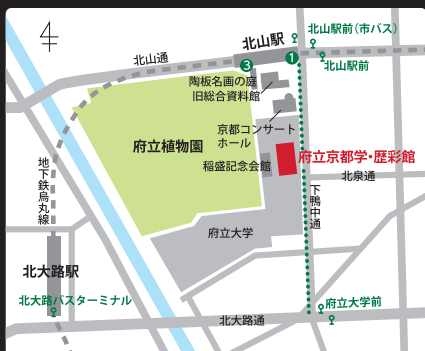 北山駅
北山駅前(市バス)
北山駅前
北山通
3
1
陶板名画の庭
旧総合資料館
京都コンサート
ホール
府立植物園
府立京都学・歴彩館
稲盛記念会館
北泉通
下鴨中通
地下鉄烏丸線
府立大学
北大路駅
北大路バスターミナル
府立大学前
北大路通